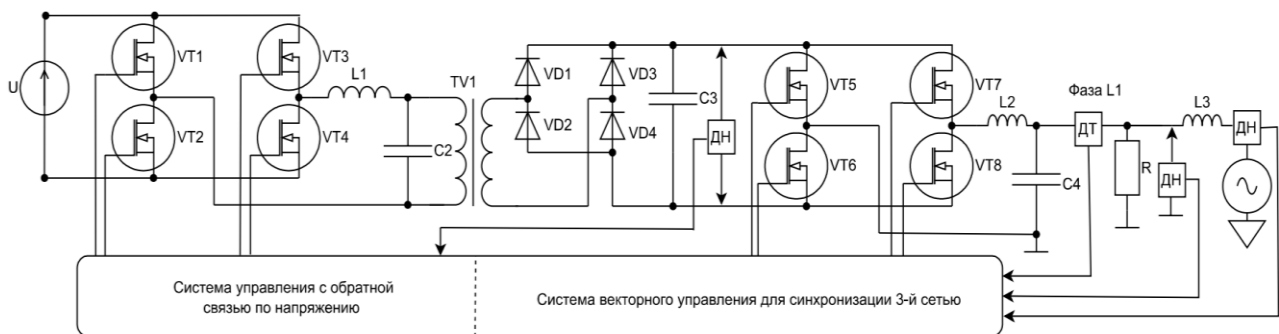 U
VT1
VT2
VT3
VT4
L1
C2
TV1
VD1
VD2
VD3
VD4
C3
ДН
VT5
VT6
VT7
VT8
L2
C4
Фаза L1
ДТ
R
ДН
L3
ДН
Система управления с обратной
связью по напряжению
Система векторного управления для синхронизации 3-й сетью